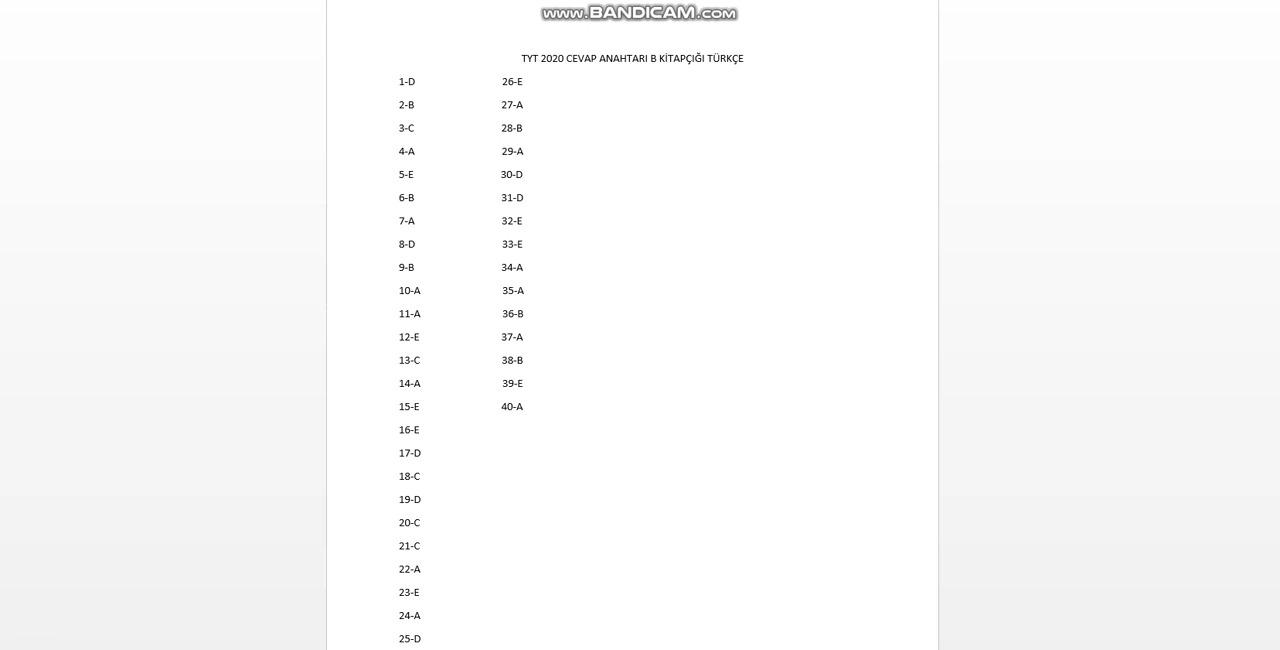 www.BANDICAM.com
TYT 2020 CEVAP ANAHTARI B KİTAPÇIĞI TÜRKÇE
1-D 26-E
2-B 27-A
3-C 28-B
4-A 29-A
5-E 30-D
6-B 31-D
7-A 32-E
8-D 33-E
9-B 34-A
10-A 35-A
11-A 36-B
12-E 37-A
13-C 38-B
14-A 39-E
15-E 40-A
16-E
17-D
18-C
19-D
20-C
21-C
22-A
23-E
24-A
25-D